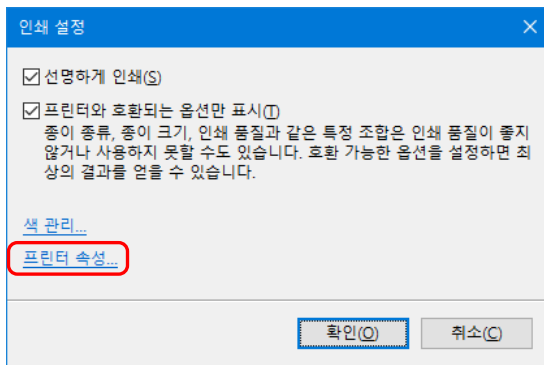 인쇄 설정
선명하게 인쇄(S)
프린터와 호환되는 옵션만 표시(T)
종이 종류, 종이 크기, 인쇄 품질과 같은 특정 조합은 인쇄 품질이 좋지
않거나 사용하지 못할 수도 있습니다. 호환 가능한 옵션을 설정하면 최
상의 결과를 얻을 수 있습니다.
색 관리...
프린터 속성...
확인(O) 취소(C)